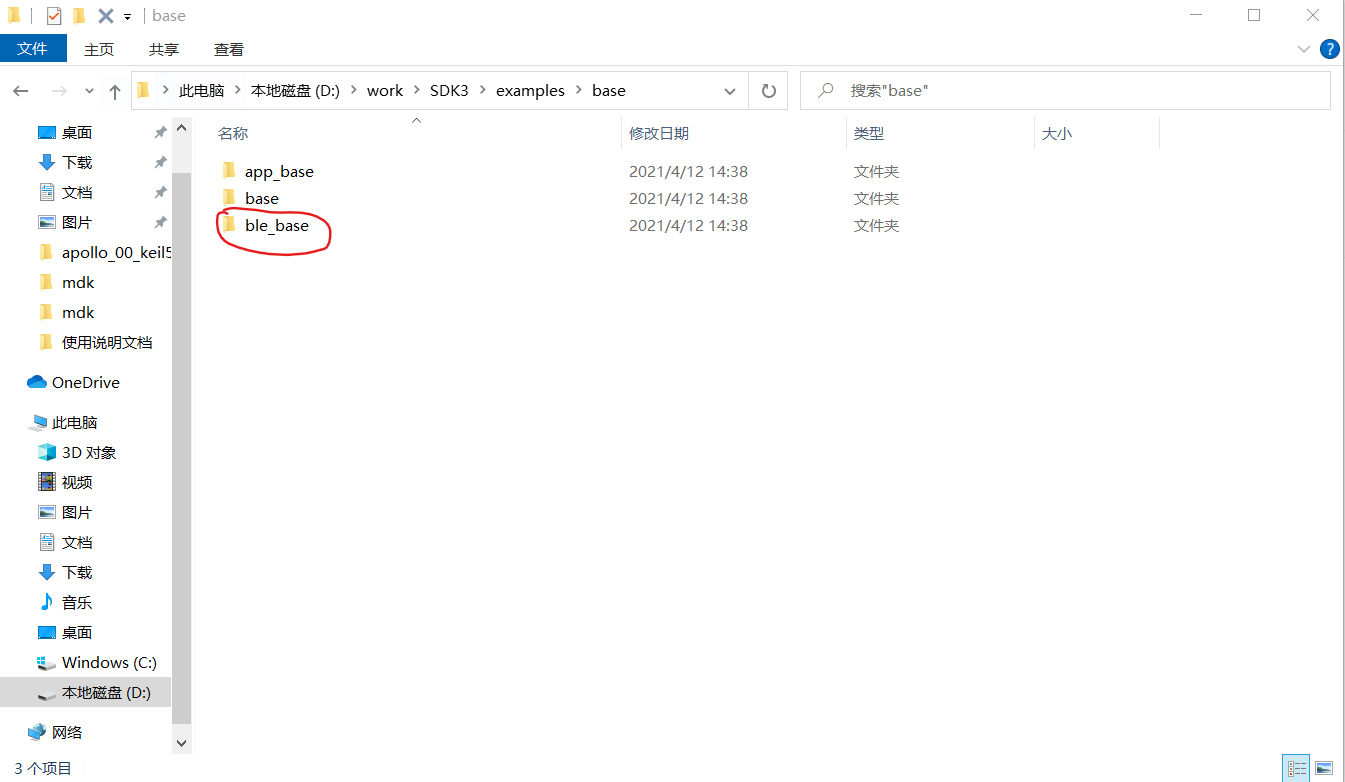 base
文件 主页 共享 查看
此电脑 本地磁盘 (D:) work SDK3 examples base 搜索"base"
名称 修改日期 类型 大小
app_base 2021/4/12 14:38 文件夹
base 2021/4/12 14:38 文件夹
ble_base 2021/4/12 14:38 文件夹
桌面
下载
文档
图片
apollo_00_keil5
mdk
mdk
使用说明文档
OneDrive
此电脑
3D 对象
视频
图片
文档
下载
音乐
桌面
Windows (C:)
本地磁盘 (D:)
网络
3 个项目